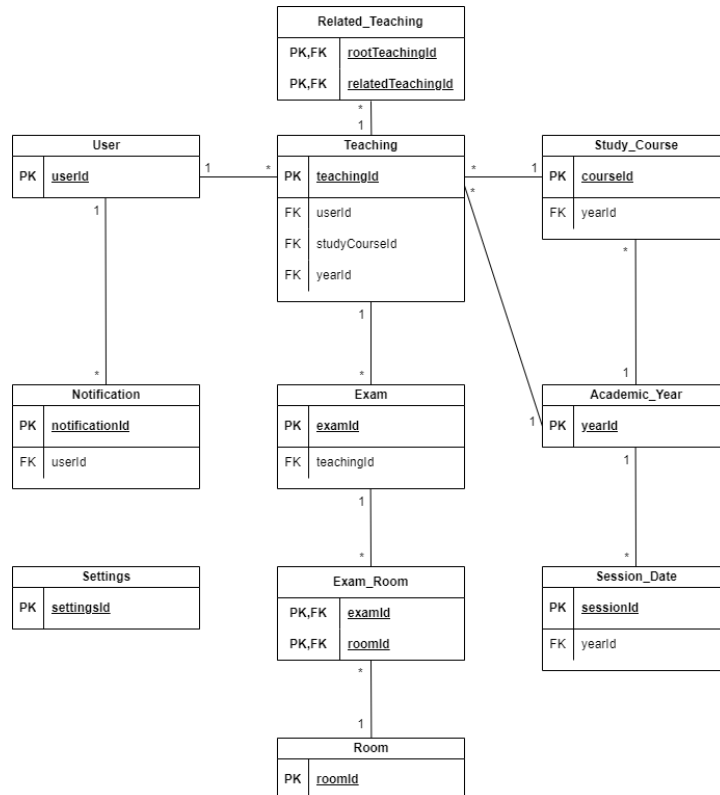 Related_Teaching
PK,FK rootTeachingId
PK,FK relatedTeachingId
*
1
User
PK userId
1 *
1
Teaching
PK teachingId
FK userId
FK studyCourseId
FK yearId
* 1
*
1
Study_Course
PK courseId
FK yearId
*
1
*
Notification
PK notificationId
FK userId
*
Exam
PK examId
FK teachingId
1
1
Academic_Year
PK yearId
1
Settings
PK settingsId
*
Exam_Room
PK,FK examId
PK,FK roomId
*
*
Session_Date
PK sessionId
FK yearId
1
Room
PK roomId